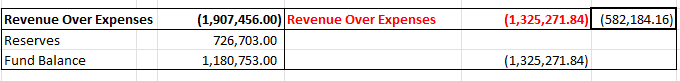 Revenue Over Expenses (1,907,456.00) Revenue Over Expenses (1,325,271.84) (582,184.16)
Reserves 726,703.00
Fund Balance 1,180,753.00 (1,325,271.84)